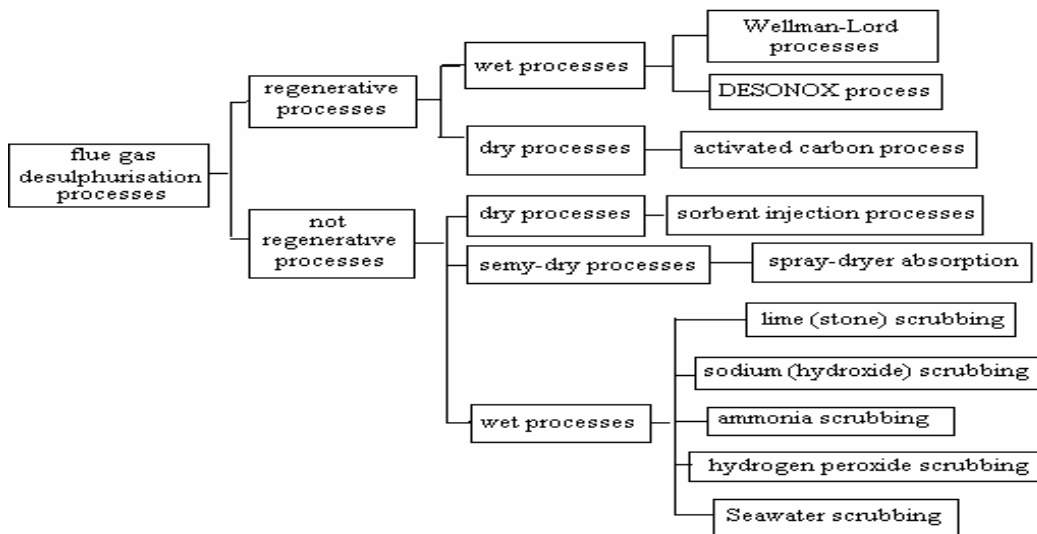 flue gas
desulphurisation
processes
regenerative
processes
wet processes
Wellman-Lord
processes
DESONOX process
dry processes
activated carbon process
not
regenerative
processes
dry processes
sorbent injection processes
semy-dry processes
spray-dryer absorption
wet processes
lime (stone) scrubbing
sodium (hydroxide) scrubbing
ammonia scrubbing
hydrogen peroxide scrubbing
Seawater scrubbing